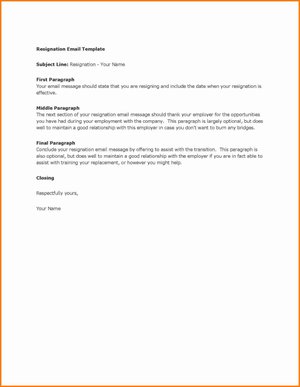 Resignation Email Template
Subject Line: Resignation - Your Name
First Paragraph
Your email message should state that you are resigning and include the date when your resignation is
effective.
Middle Paragraph
The next section of your resignation email message should thank your employer for the opportunities
you have had during your employment with the company. This paragraph is largely optional, but does
well to maintain a good relationship with this employer in case you don't want to burn any bridges.
Final Paragraph
Conclude your resignation email message by offering to assist with the transition. This paragraph is
also optional, but does well to maintain a good relationship with the employer if you are in fact able to
assist with training your replacement, or however you might help.
Closing
Respectfully yours,
Your Name